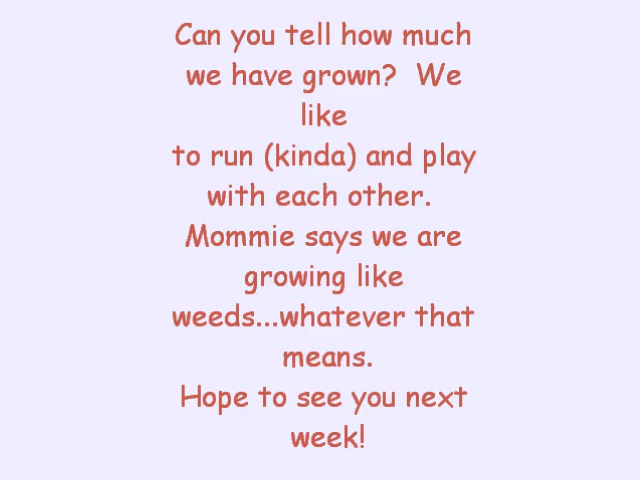 Can you tell how much
we have grown?  We
like
to run (kinda) and play
with each other.
Mommie says we are
growing like
weeds...whatever that
means.
Hope to see you next
week!